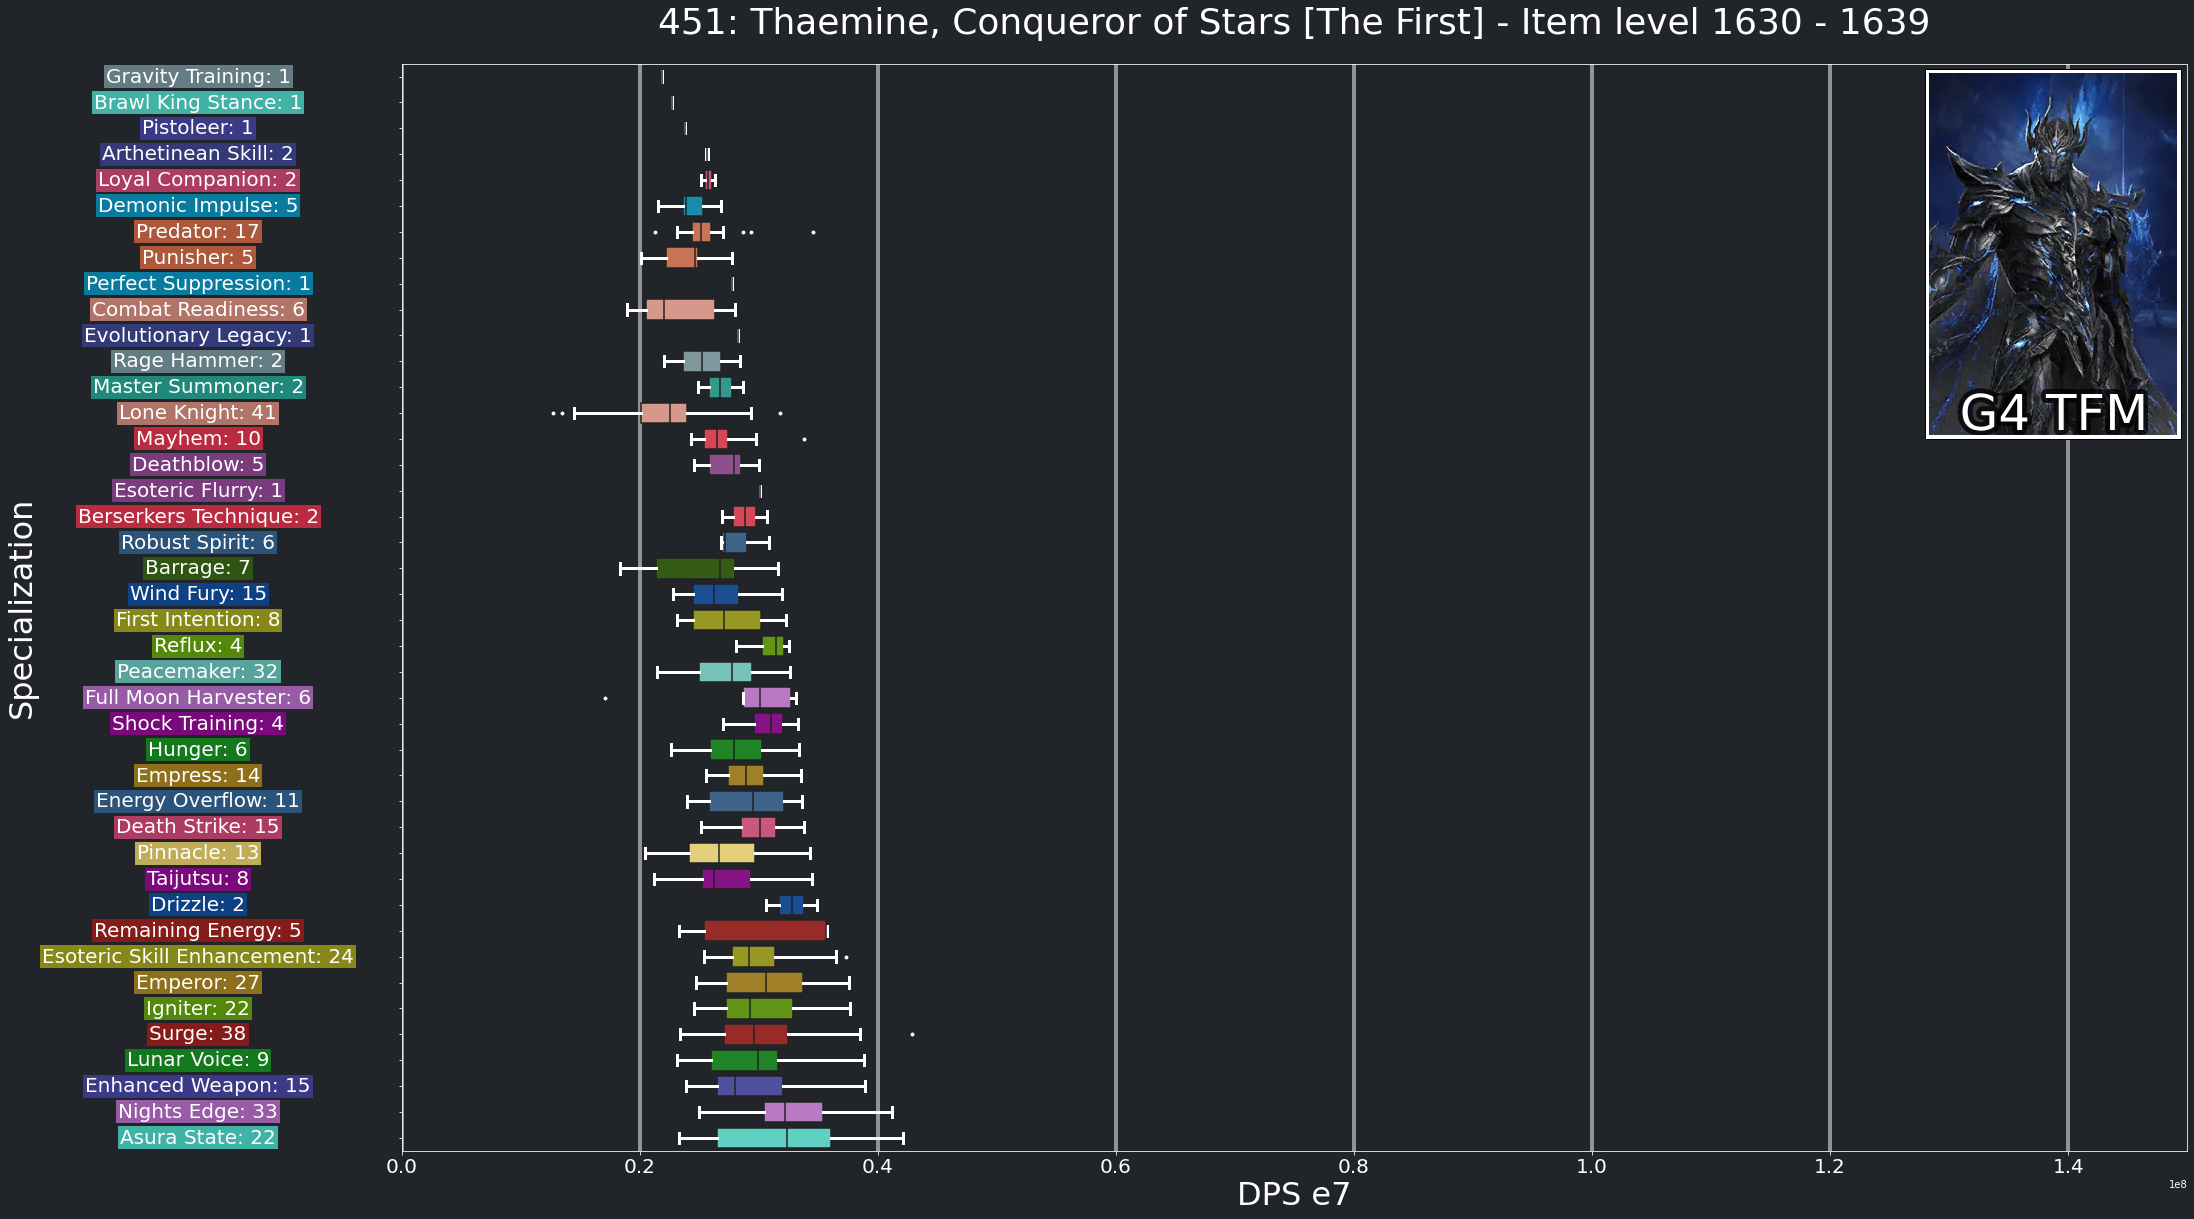 451: Thaemine, Conqueror of Stars [The First] - Item level 1630 - 1639
Gravity Training: 1
Brawl King Stance: 1
Pistoleer: 1
Arthetinean Skill: 2
Loyal Companion: 2
Demonic Impulse: 5
Predator: 17
Punisher: 5
Perfect Suppression: 1
Combat Readiness: 6
Evolutionary Legacy: 1
Rage Hammer: 2
Master Summoner: 2
Lone Knight: 41
Mayhem: 10
Deathblow: 5
Esoteric Flurry: 1
Berserkers Technique: 2
Robust Spirit: 6
Barrage: 7
Wind Fury: 15
First Intention: 8
Reflux: 4
Peacemaker: 32
Full Moon Harvester: 6
Shock Training: 4
Hunger: 6
Empress: 14
Energy Overflow: 11
Death Strike: 15
Pinnacle: 13
Taijutsu: 8
Drizzle: 2
Remaining Energy: 5
Esoteric Skill Enhancement: 24
Emperor: 27
Igniter: 22
Surge: 38
Lunar Voice: 9
Enhanced Weapon: 15
Nights Edge: 33
Asura State: 22
Specialization
G4 TFM
0.0 0.2 0.4 0.6 0.8 1.0 1.2 1.4
DPS e7
1e8